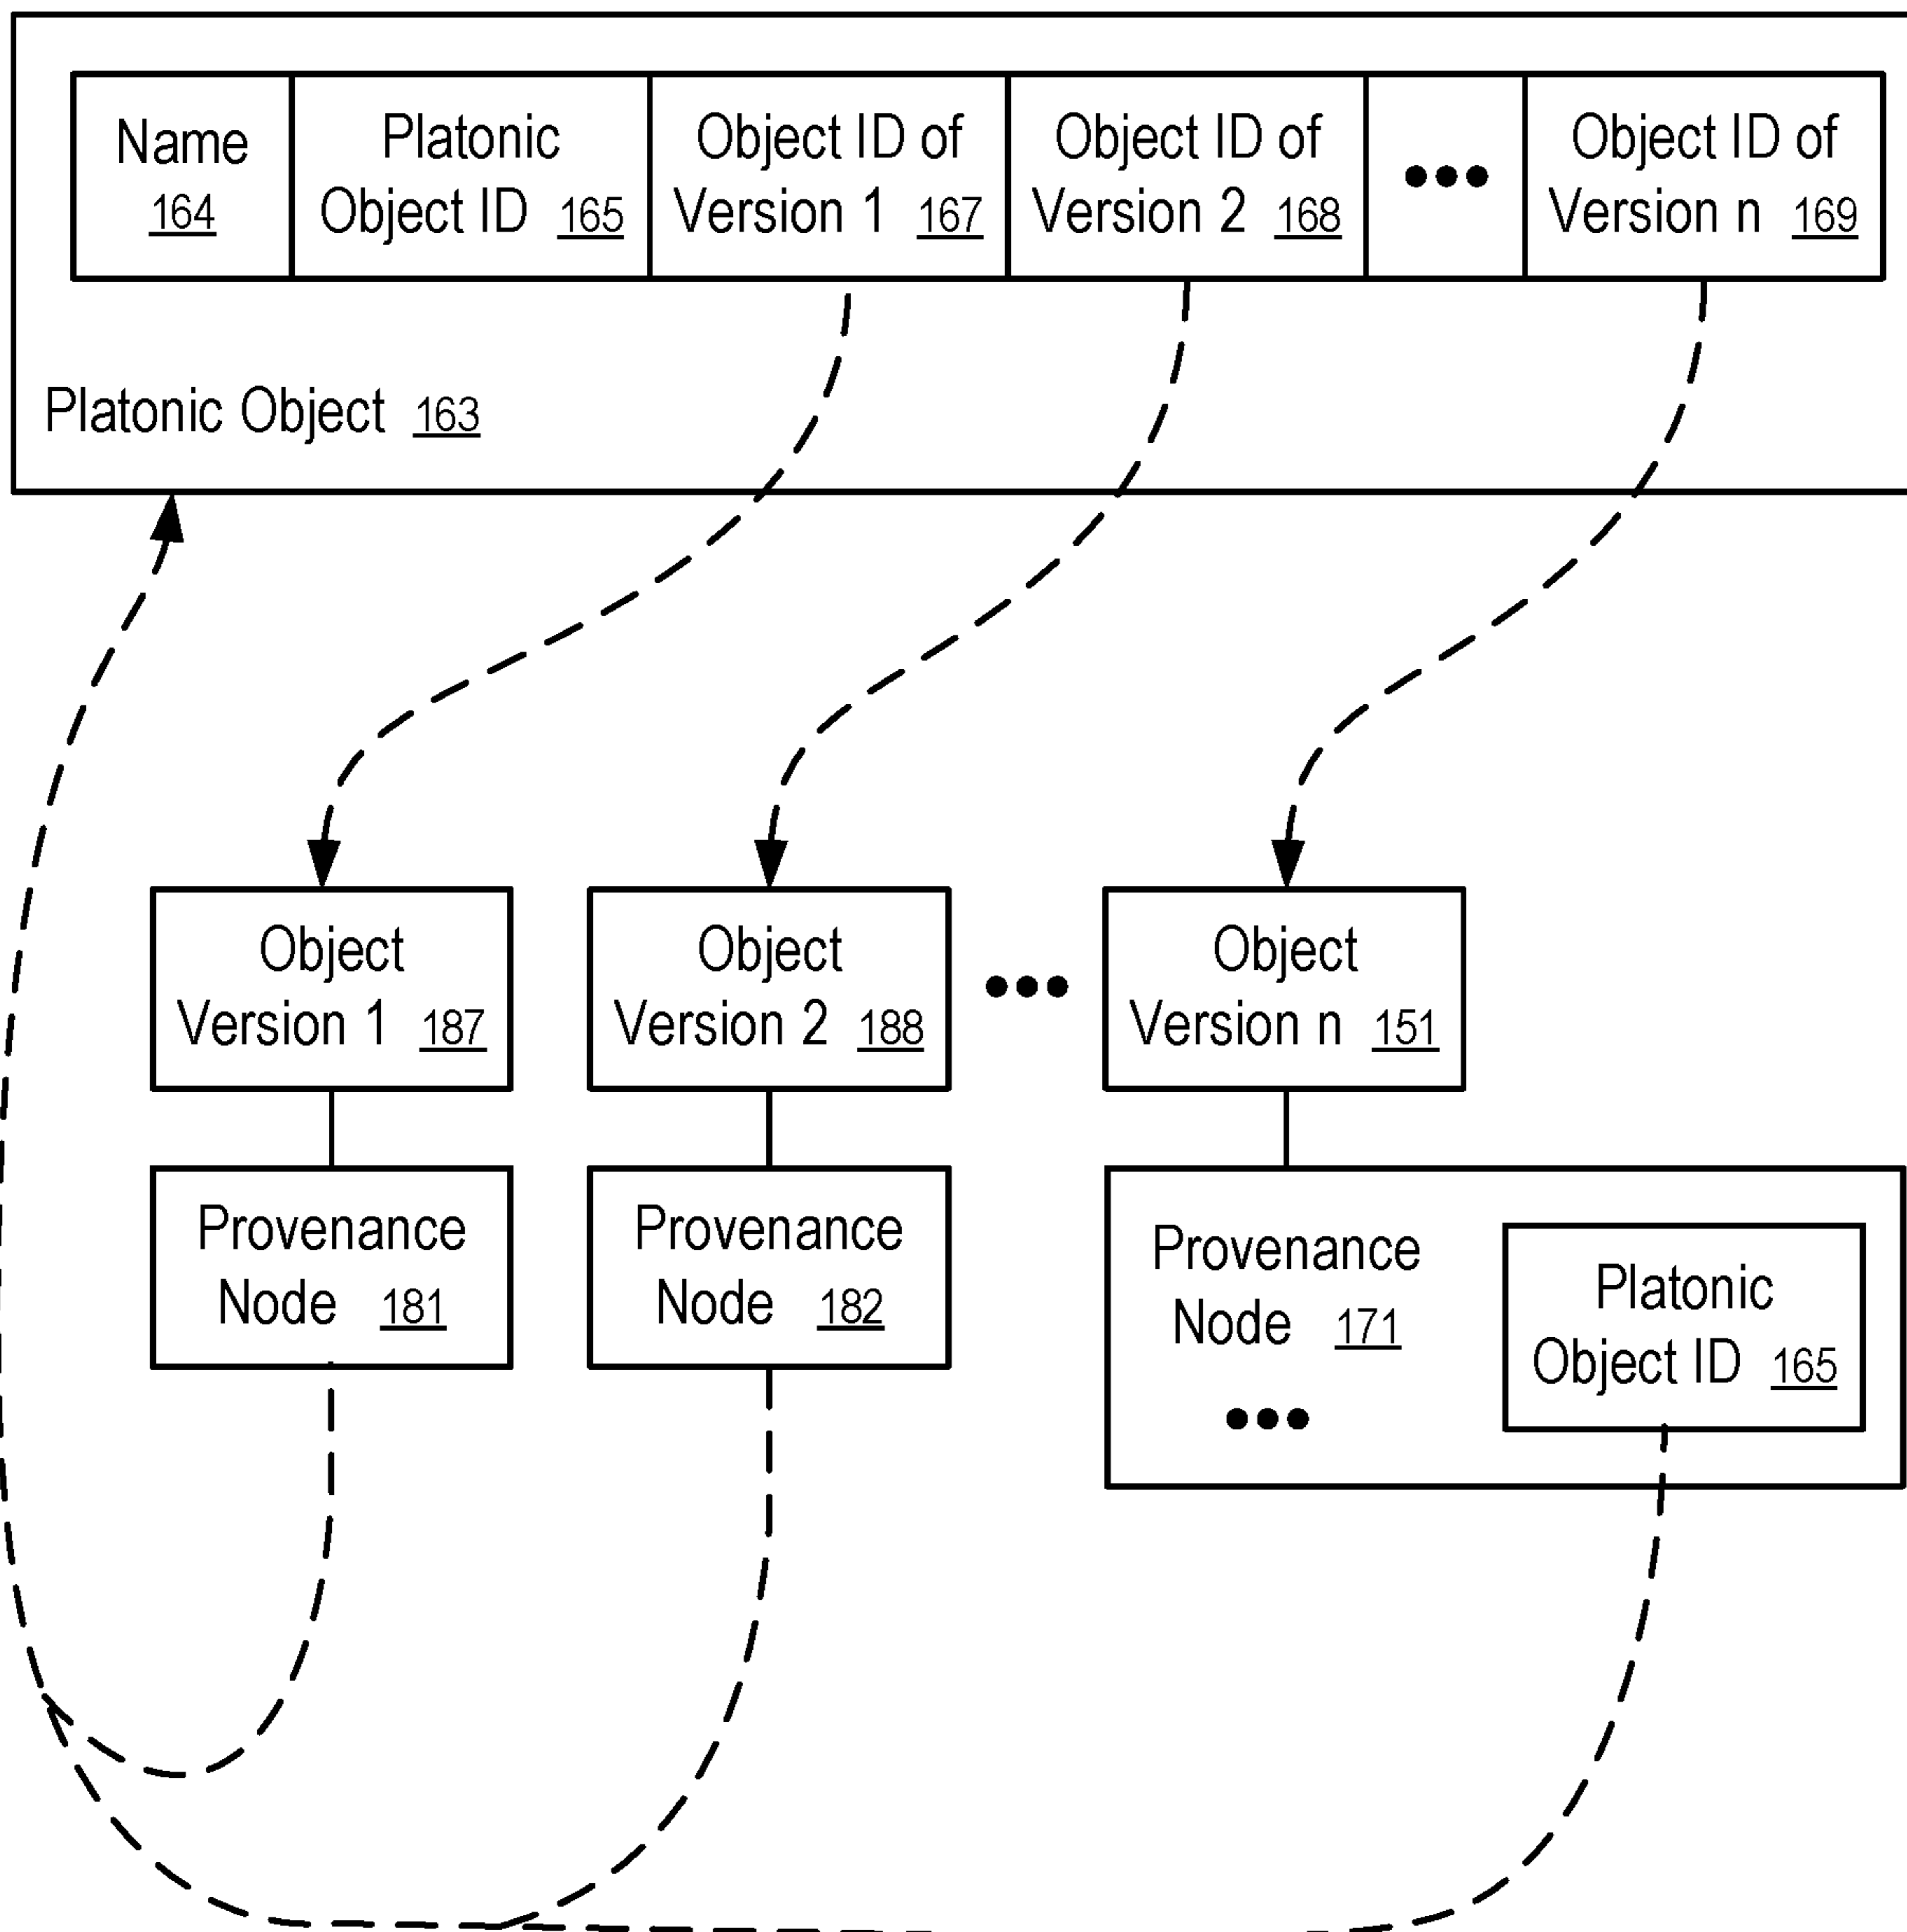 Name
164
Platonic
Object ID 165
Object ID of
Version 1 167
Object ID of
Version 2 168
•••
Object ID of
Version n 169
Platonic Object 163
Object
Version 1 187
Object
Version 2 188
•••
Object
Version n 151
Provenance
Node 181
Provenance
Node 182
Provenance
Node 171
•••
Platonic
Object ID 165